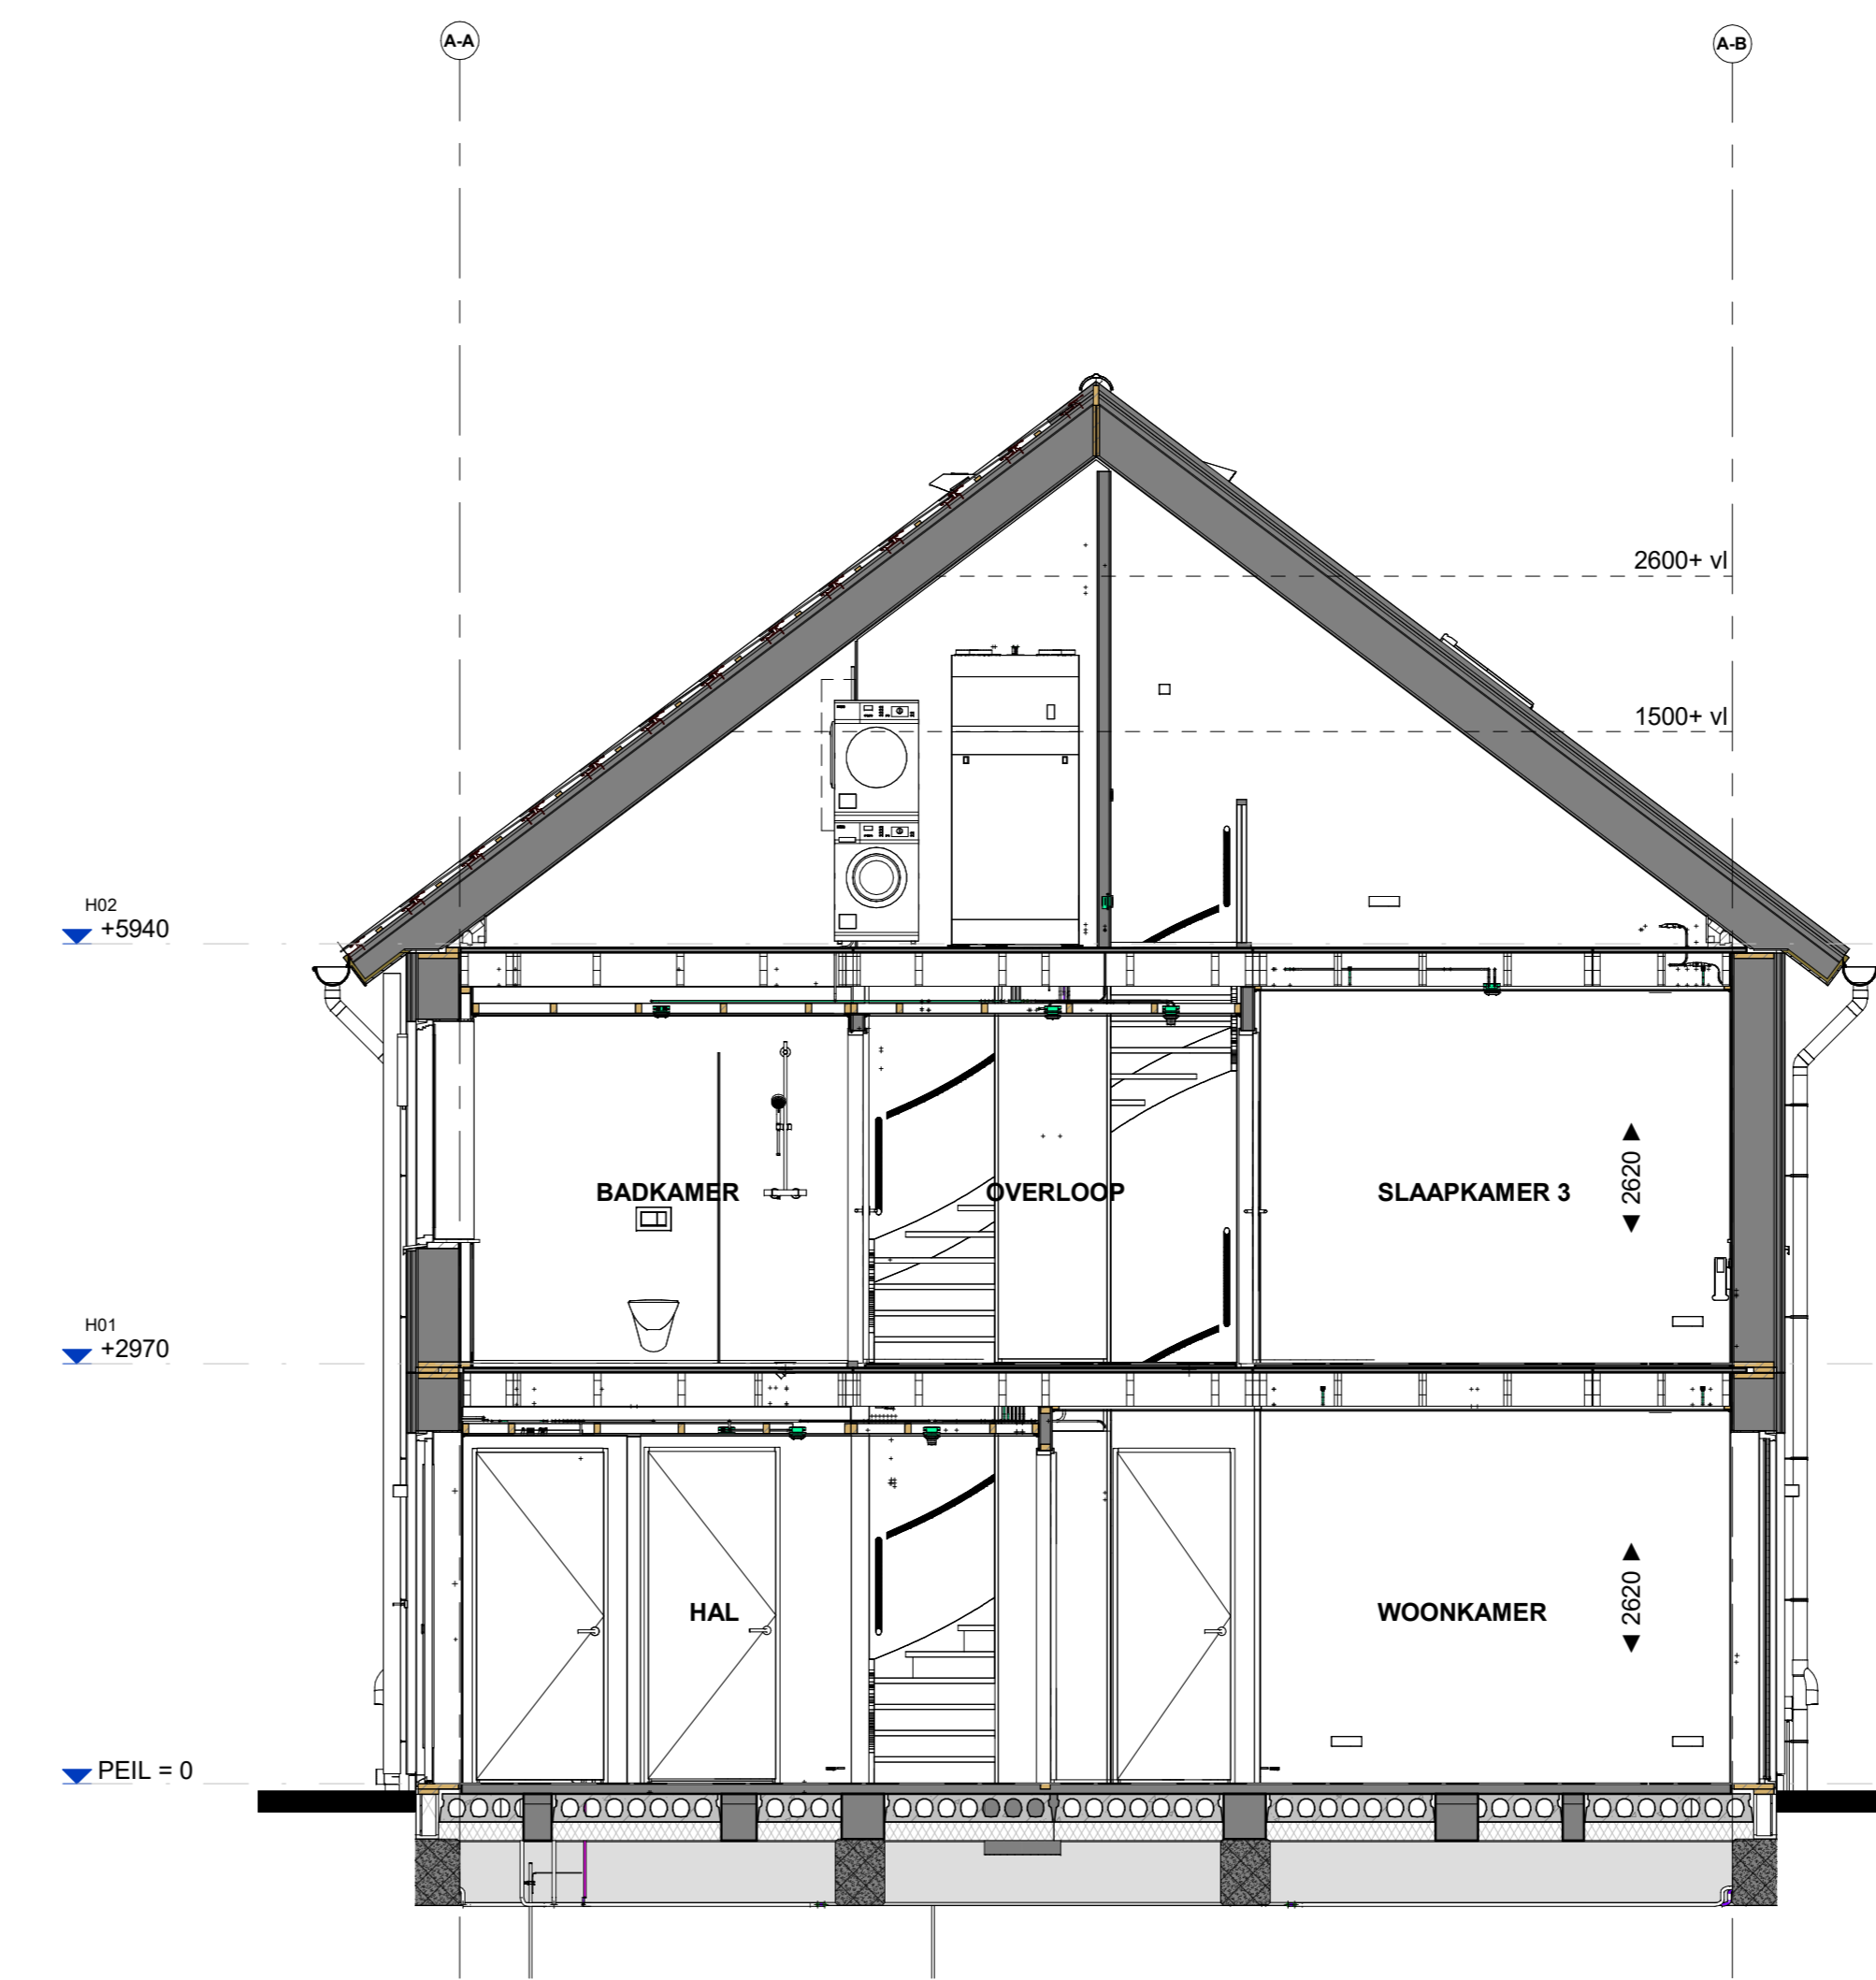 A-A
A-B
2600+ vl
1500+ vl
H02
+5940
BADKAMER
OVERLOOP
SLAAPKAMER 3
◄ 2620 ►
H01
+2970
HAL
WOONKAMER
◄ 2620 ►
PEIL = 0